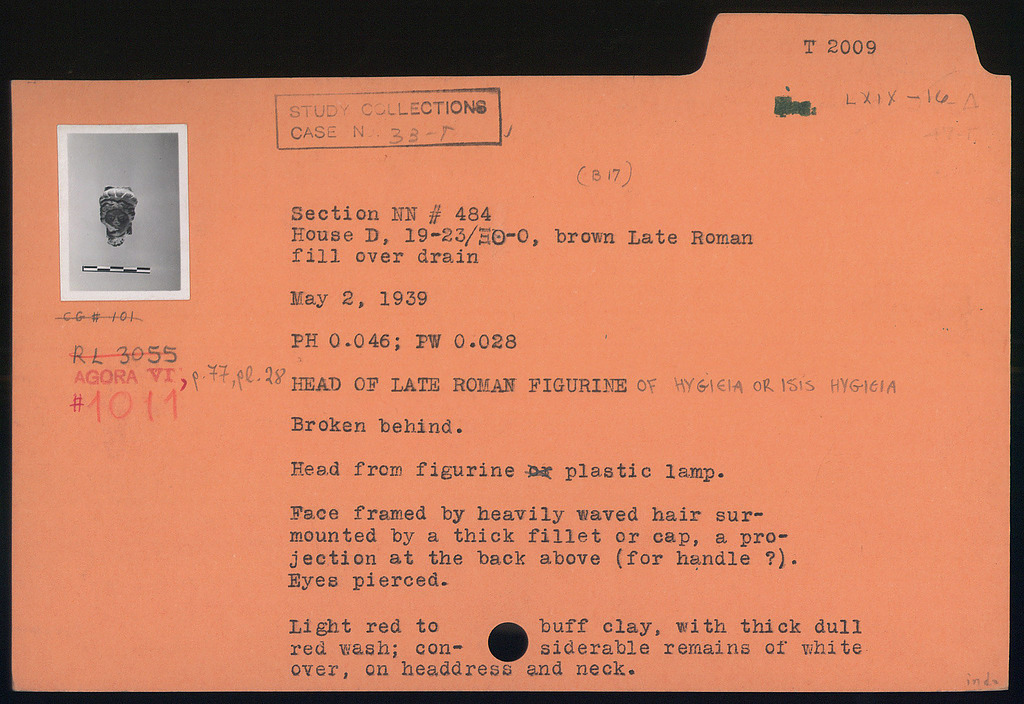 T 2009
LXIX-16 A
STUDY COLLECTIONS
CASE N 33-T
(B 17)
Section NN # 484
House D, 19-23/ΞΘ-Ο, brown Late Roman
fill over drain
May 2, 1939
CG # 101
PH 0.046; PW 0.028
RL 3055
AGORA VI, p. 77, pl. 28
#1011
HEAD OF LATE ROMAN FIGURINE OF HYGIEIA OR ISIS HYGIEIA
Broken behind.
Head from figurine or plastic lamp.
Face framed by heavily waved hair sur-
mounted by a thick fillet or cap, a pro-
jection at the back above (for handle ?).
Eyes pierced.
Light red to buff clay, with thick dull
red wash; con- siderable remains of white
over, on headdress and neck.